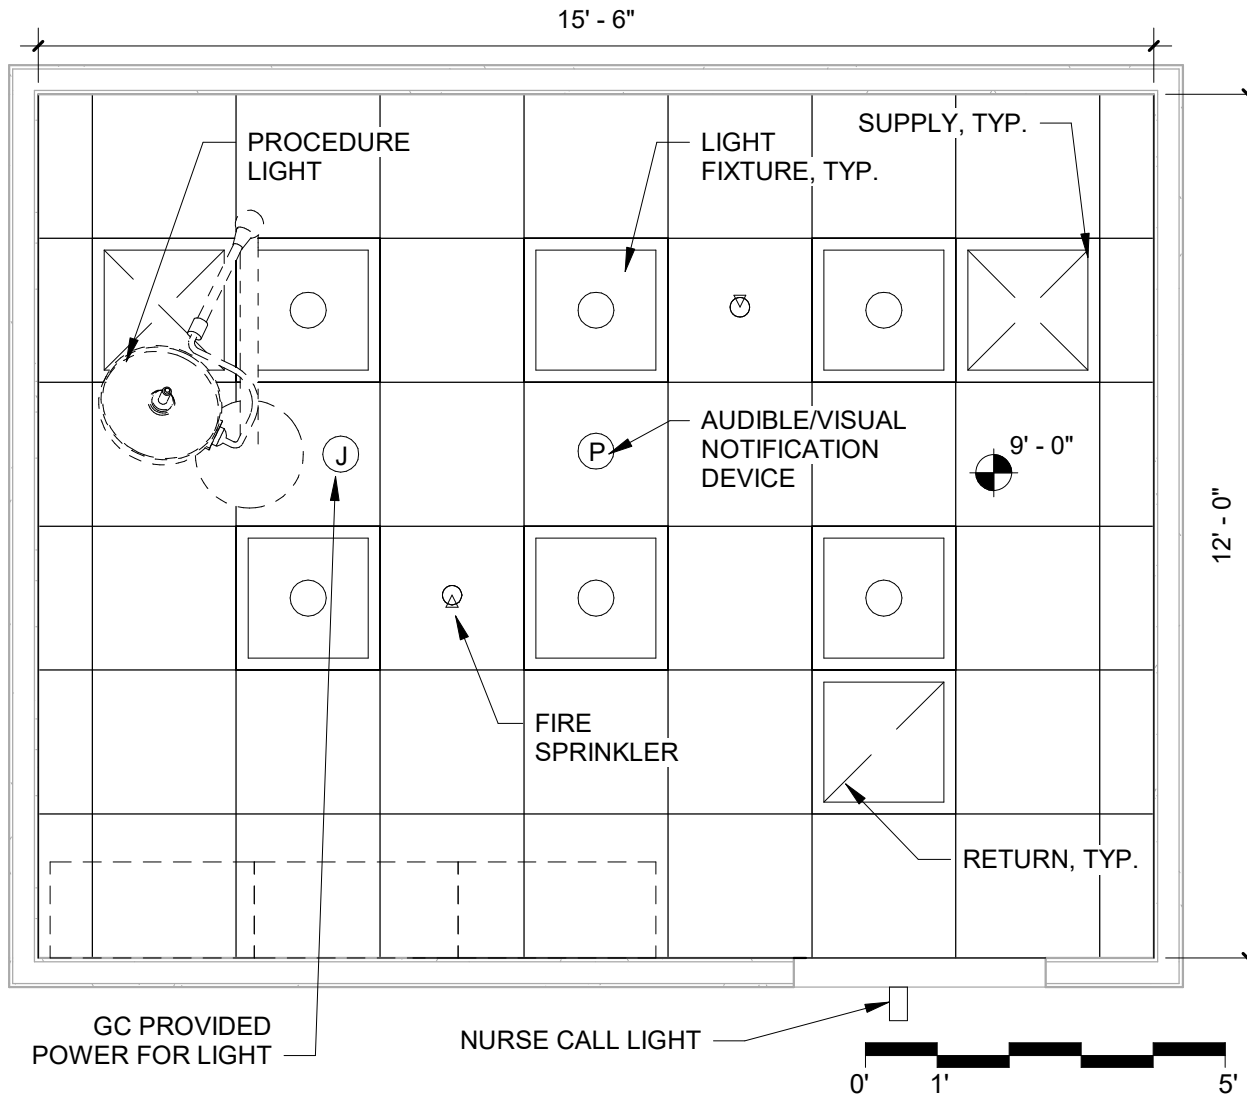 15' - 6"
PROCEDURE
LIGHT
LIGHT
FIXTURE, TYP.
SUPPLY, TYP.
J
P
AUDIBLE/VISUAL
NOTIFICATION
DEVICE
9' - 0"
12' - 0"
FIRE
SPRINKLER
RETURN, TYP.
GC PROVIDED
POWER FOR LIGHT
NURSE CALL LIGHT
0' 1' 5'